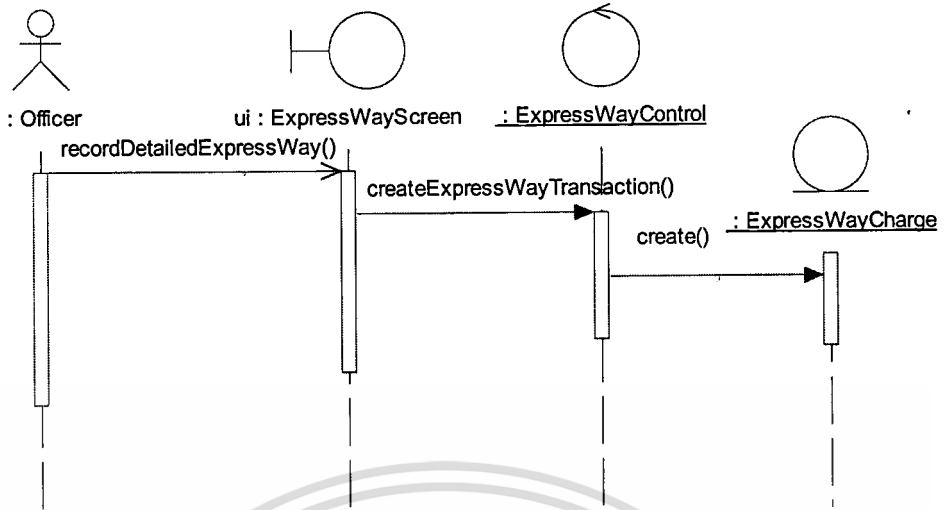 : Officer
ui : ExpressWayScreen
: ExpressWayControl
recordDetailedExpressWay()
createExpressWayTransaction()
: ExpressWayCharge
create()